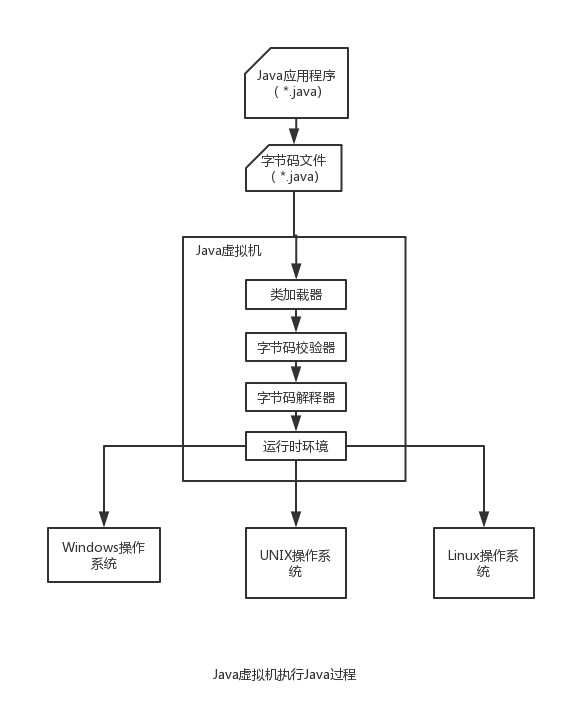 Java应用程序
( *.java)
字节码文件
( *.java)
Java虚拟机
类加载器
字节码校验器
字节码解释器
运行时环境
Windows操作
系统
UNIX操作系
统
Linux操作系
统
Java虚拟机执行Java过程